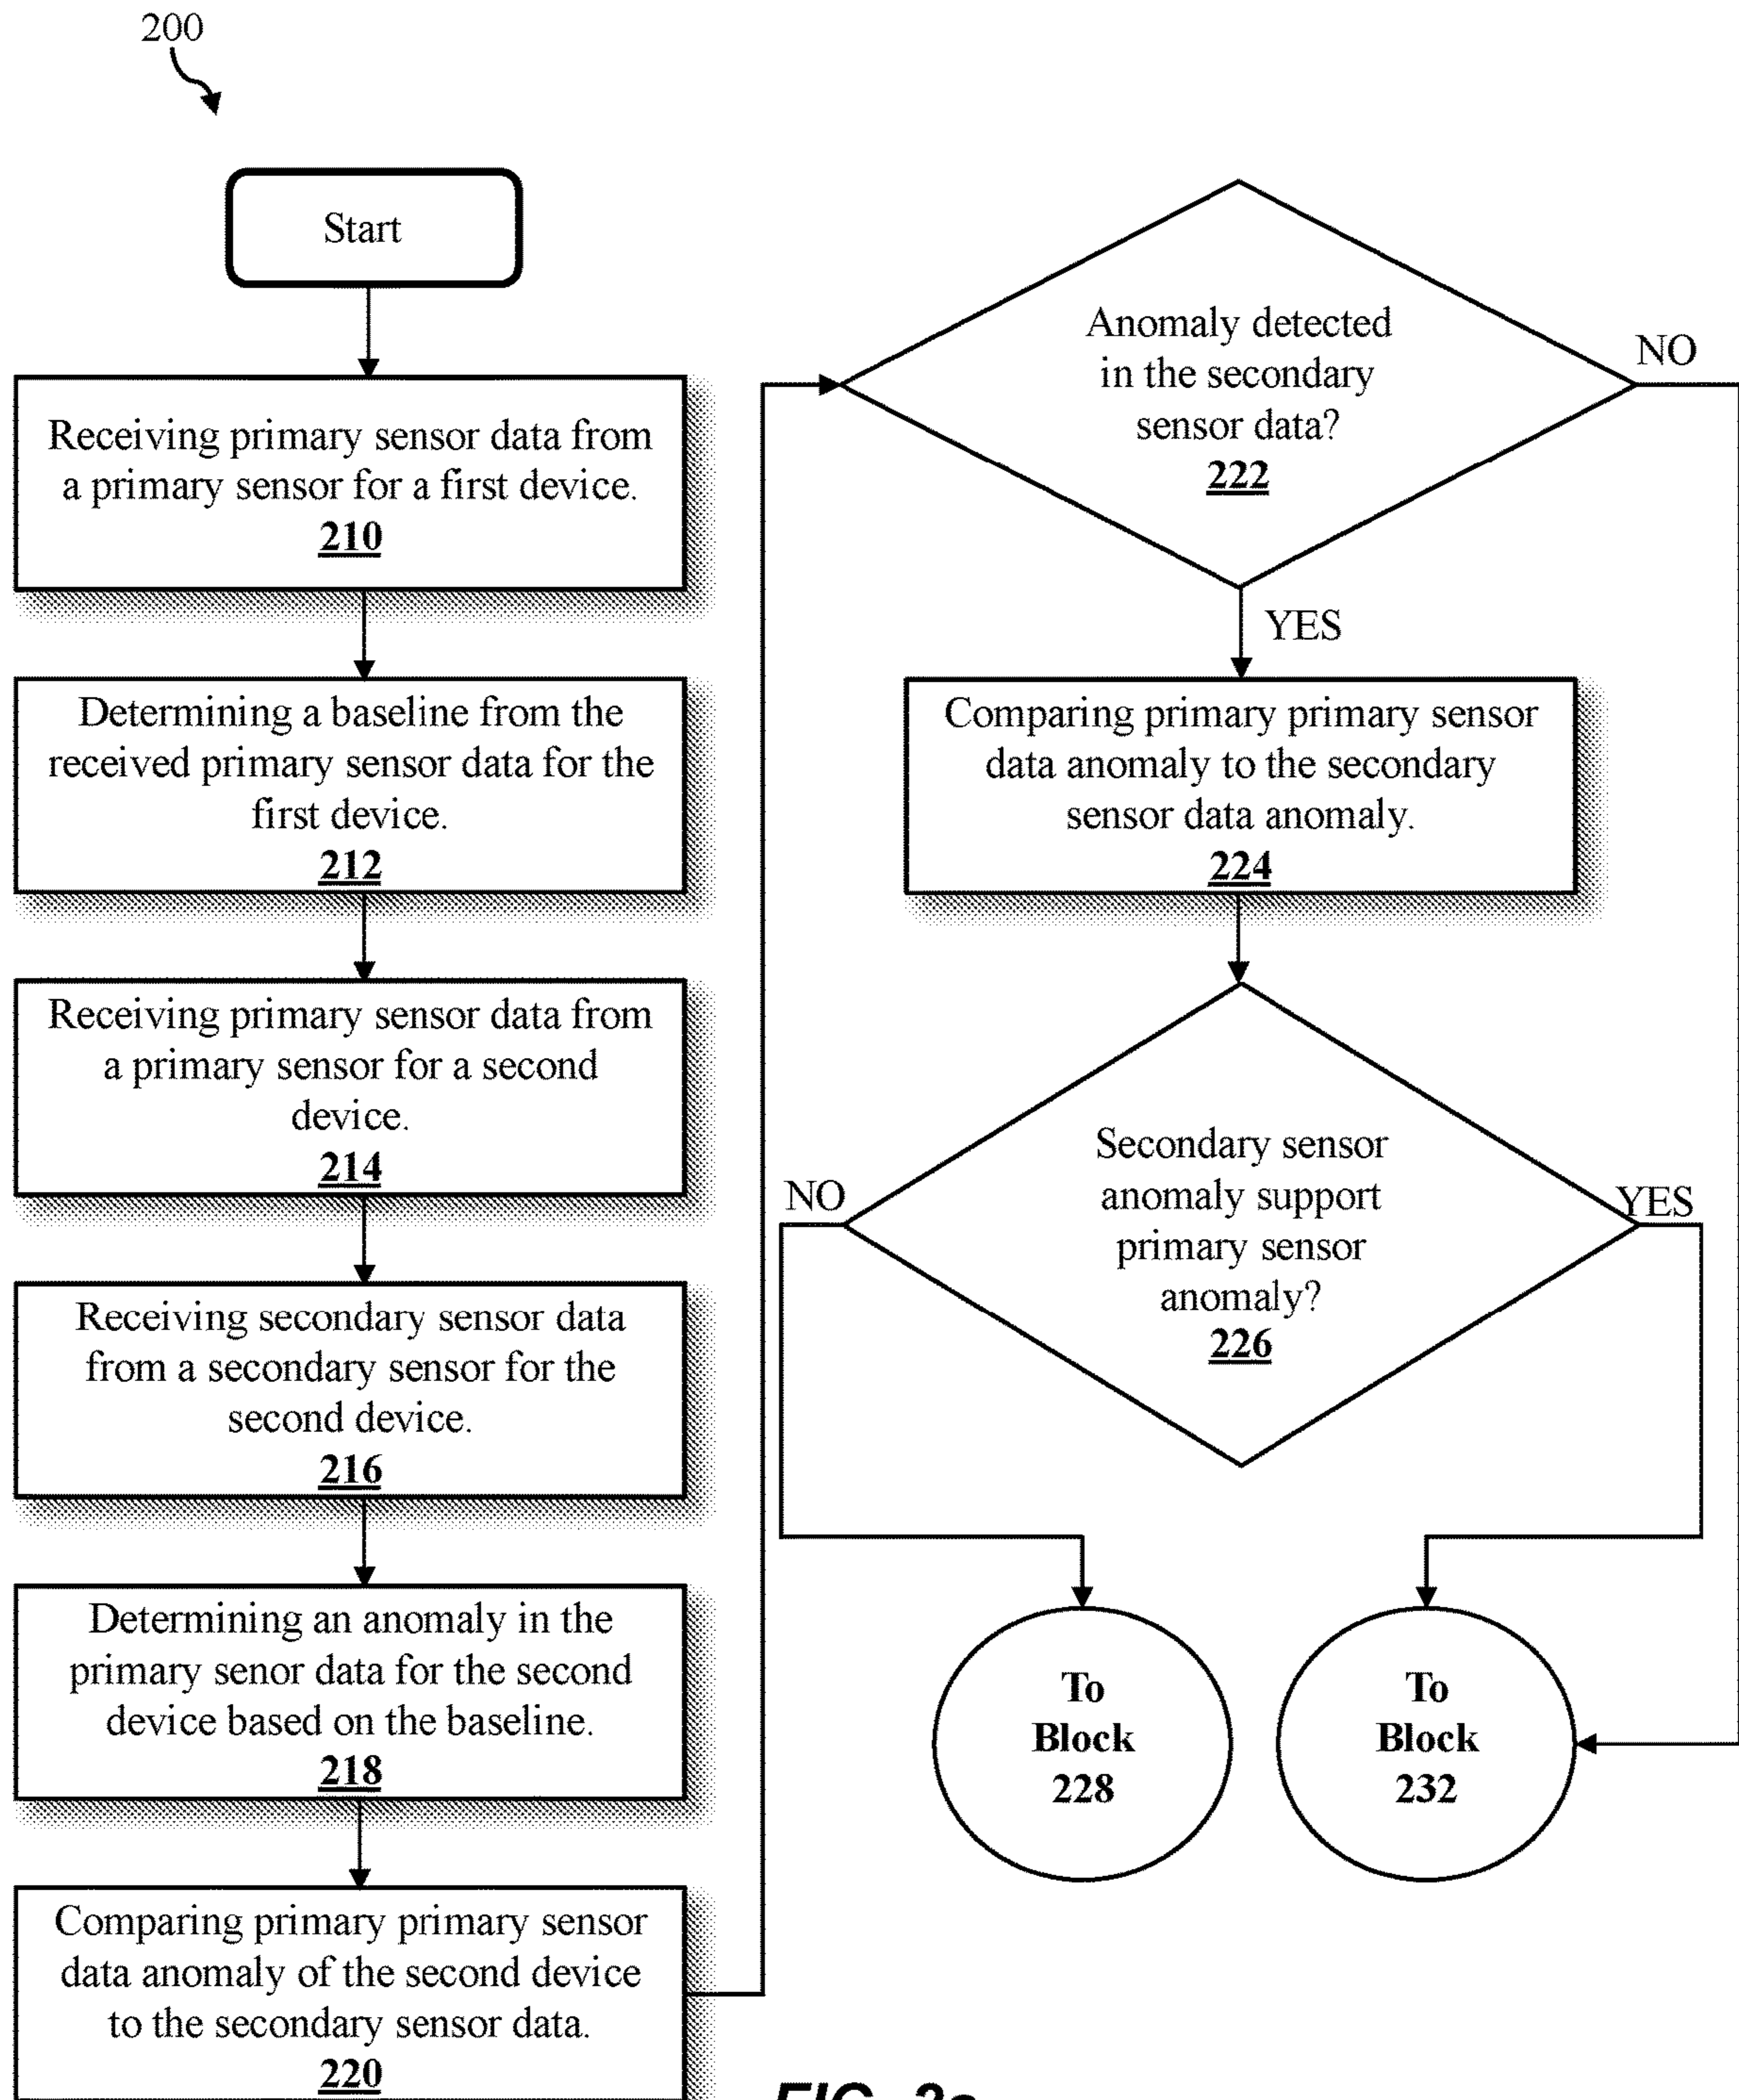 200
Start
Receiving primary sensor data from
a primary sensor for a first device.
210
Determining a baseline from the
received primary sensor data for the
first device.
212
Receiving primary sensor data from
a primary sensor for a second
device.
214
Receiving secondary sensor data
from a secondary sensor for the
second device.
216
Determining an anomaly in the
primary senor data for the second
device based on the baseline.
218
Comparing primary primary sensor
data anomaly of the second device
to the secondary sensor data.
220
Anomaly detected
in the secondary
sensor data?
222
NO
YES
Comparing primary primary sensor
data anomaly to the secondary
sensor data anomaly.
224
Secondary sensor
anomaly support
primary sensor
anomaly?
226
NO
YES
To
Block
228
To
Block
232
FIG.